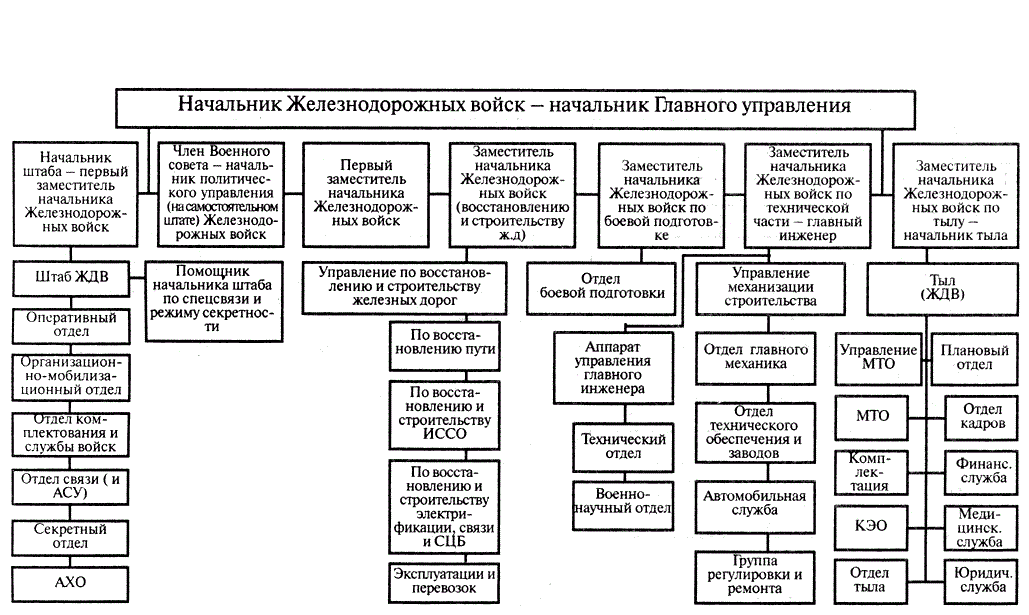 Начальник Железнодорожных войск – начальник Главного управления
Начальник
штаба – первый
заместитель
начальника
Железнодорож-
ных войск
Член Военного
совета – началь-
ник политичес-
кого управления
(на самостоятельном
штате) Железнодо-
рожных войск
Первый
заместитель
начальника
Железнодорож-
ных войск
Заместитель
начальника
Железнодорож-
ных войск
(восстановлению
и строительству
ж.д)
Заместитель
начальника
Железнодорож-
ных войск по
боевой подготов-
ке
Заместитель
начальника
Железнодорож-
ных войск по
технической
части – главный
инженер
Заместитель
начальника
Железнодорож-
ных войск по
тылу –
начальник тыла
Штаб ЖДВ
Помощник
начальника штаба
по спецсвязи и
режиму секретнос-
ти
Оперативный
отдел
Организацион-
но-мобилиза-
ционный отдел
Отдел ком-
плектования и
службы войск
Отдел связи ( и
АСУ)
Секретный
отдел
АХО
Управление по восстанов-
лению и строительству
железных дорог
По восста-
новлению пути
По восста-
новлению и
строительству
ИССО
По восста-
новлению и
строительству
электри-
фикации, связи
и СЦБ
Эксплуатации и
перевозок
Отдел
боевой подготовки
Аппарат
управления
главного
инженера
Технический
отдел
Военно-
научный отдел
Управление
механизации
строительства
Отдел главного
механика
Отдел
технического
обеспечения и
заводов
Автомобильная
служба
Группа
регулировки и
ремонта
Тыл
(ЖДВ)
Управление
МТО
Плановый
отдел
МТО
Отдел
кадров
Комп-
лек-
тация
Финанс.
служба
КЭО
Меди-
цинск.
служба
Отдел
тыла
Юридич.
служба